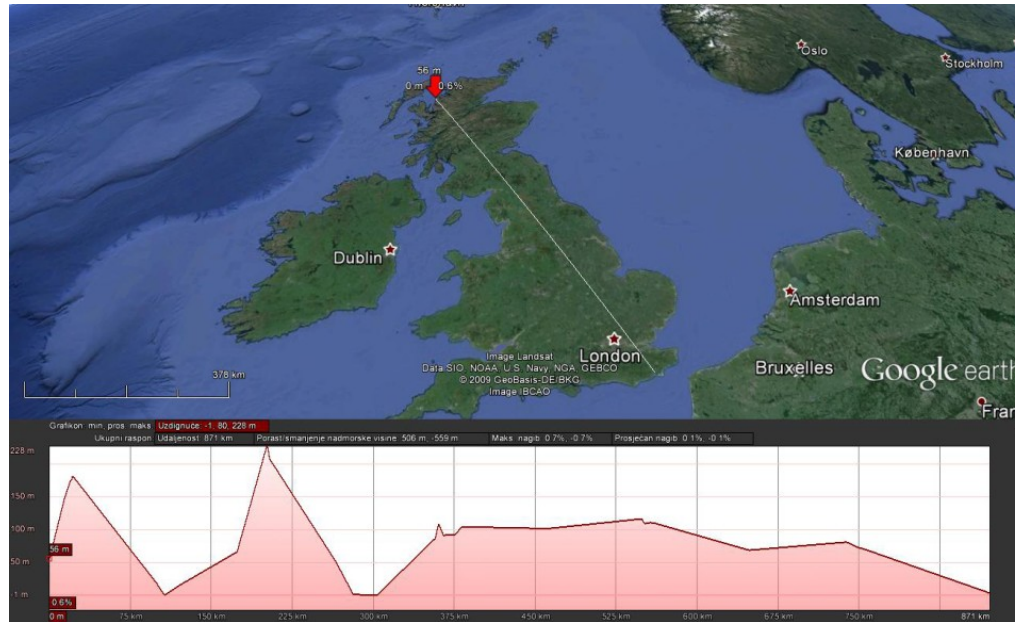 Oslo
Stockholm
56 m
0 m 0.6%
København
Dublin
Amsterdam
Image Landsat
London
Data SIO, NOAA, U.S. Navy, NGA, GEBCO
© 2009 GeoBasis-DE/BKG
Image IBCAO
Bruxelles
Google earth
378 km
Fran
Grafikon: min, pros, maks Uzdignuće: -1, 80, 228 m
Ukupni raspon: Udaljenost: 871 km Porast/smanjenje nadmorske visine: 506 m, -559 m Maks. nagib: 0.7%, -0.7% Prosječan nagib: 0.1%, -0.1%
228 m
150 m
100 m
56 m
50 m
-1 m
0.6%
0 m 75 km 150 km 225 km 300 km 375 km 450 km 525 km 600 km 675 km 750 km 871 km